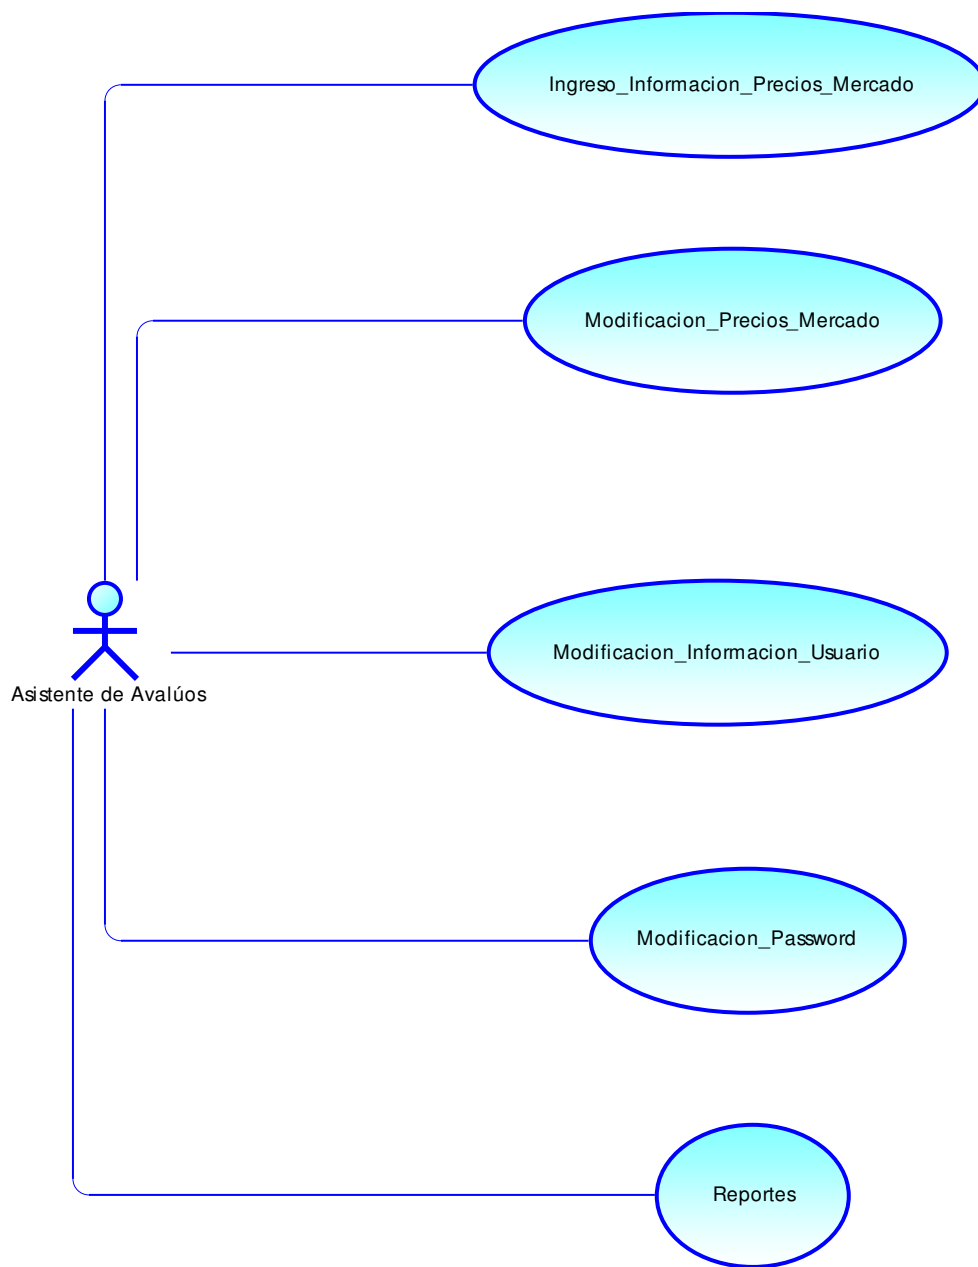 Ingreso_Informacion_Precios_Mercado
Modificacion_Precios_Mercado
Modificacion_Informacion_Usuario
Asistente de Avalúos
Modificacion_Password
Reportes